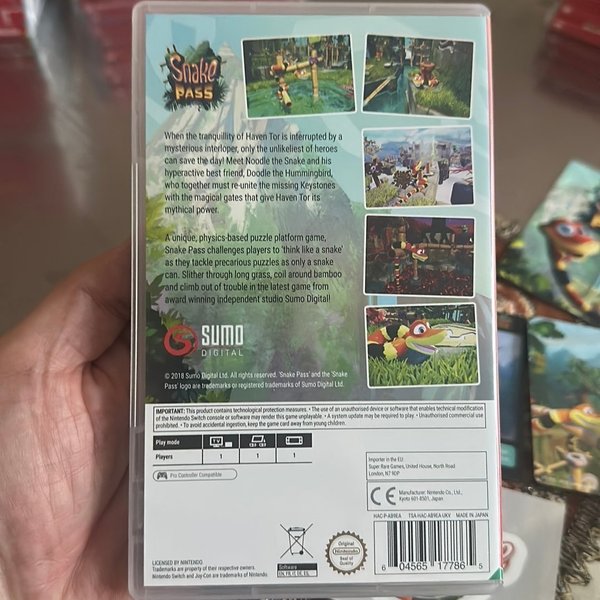 Snake
PASS
When the tranquillity of Haven Tor is interrupted by a
mysterious interloper, only the unlikeliest of heroes
can save the day! Meet Noodle the Snake and his
hyperactive best friend, Doodle the Hummingbird,
who together must re-unite the missing Keystones
with the magical gates that give Haven Tor its
mythical power.
A unique, physics-based puzzle platform game,
Snake Pass challenges players to 'think like a snake'
as they tackle precarious puzzles as only a snake
can. Slither through long grass, coil around bamboo
and climb out of trouble in the latest game from
award winning independent studio Sumo Digital!
SUMO
DIGITAL
© 2018 Sumo Digital Ltd. All rights reserved. 'Snake Pass' and the 'Snake
Pass' logo are trademarks or registered trademarks of Sumo Digital Ltd.
IMPORTANT: This product contains technological protection measures. • The use of an unauthorised device or software that enables technical modification
of the Nintendo Switch console or software may render this game unplayable. • A system update may be required to play. • Unauthorised commercial use
prohibited. • To avoid accidental ingestion, keep the game card away from young children.
Play mode TV
Players 1 1 1
Pro Controller Compatible
Importer in the EU:
Super Rare Games, United House, North Road
London, N7 9DP
CE Manufacturer: Nintendo Co., Ltd.,
Kyoto 601-8501, Japan
HAC-P-AB9EA TSA-HAC-AB9EA-UKV MADE IN JAPAN
LICENSED BY NINTENDO
Trademarks are property of their respective owners.
Nintendo Switch and Joy-Con are trademarks of Nintendo.
Software
Original
Nintendo
Seal of
Quality
6 04565 17786 5